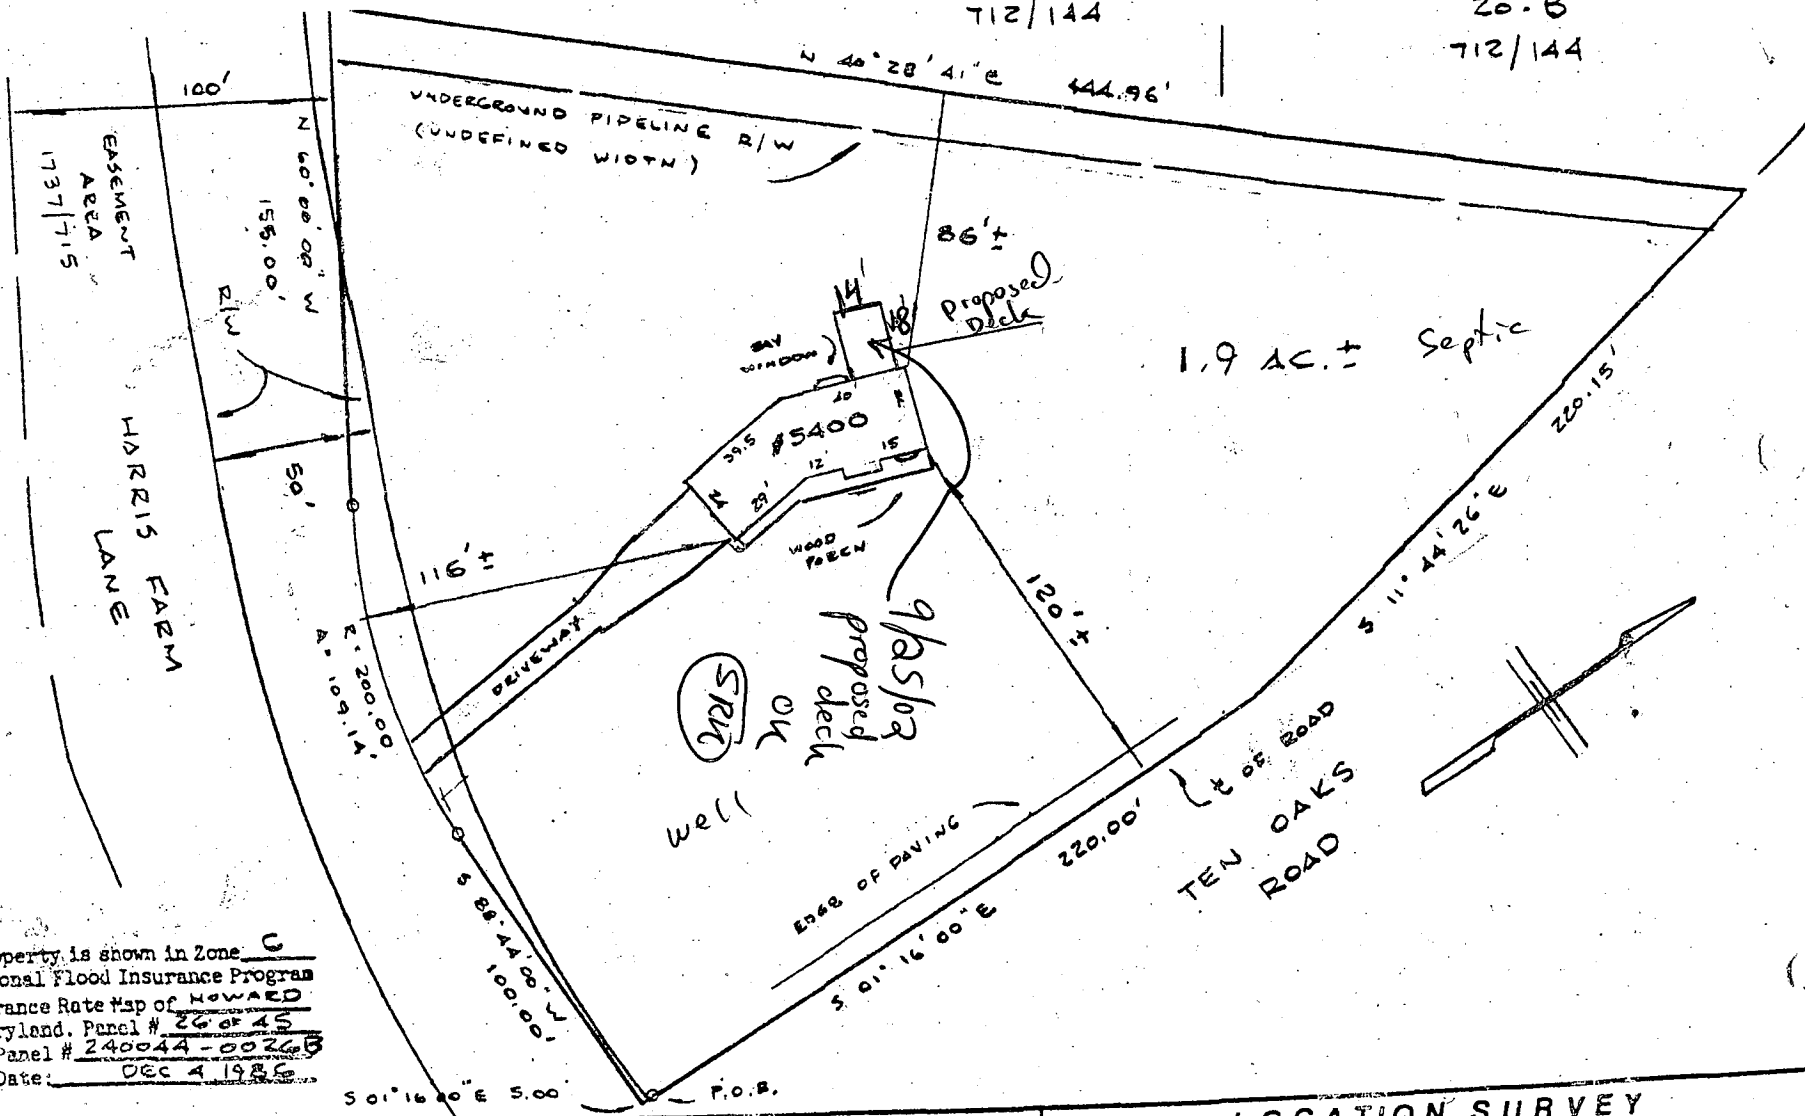 712/144
20. B
712/144
N 40° 28' 41" E 444.96'
100'
UNDERGROUND PIPELINE R/W
(UNDEFINED WIDTH)
N 60° 00' 00" W
155.00'
EASEMENT
AREA
1737/715
R/W
86'±
14'
18'
Proposed
Deck
BAY
WINDOW
1.9 AC.± Septic
220.15'
S 11° 44' 26" E
40
#5400
39.5
12'
15
24
29'
WOOD
PORCH
HARRIS FARM
LANE
50'
116'±
DRIVEWAY
R= 200.00
A= 109.14'
120'±
9/25/02
proposed
deck
OK
SRK
well
℄ OF ROAD
TEN OAKS
ROAD
EDGE OF PAVING
220.00'
S 01° 16' 00" E
S 88° 44' 00" W
100.00'
operty is shown in Zone C
onal Flood Insurance Program
rance Rate Map of HOWARD
ryland. Panel # 26 OF 45
Panel # 240044-0026B
Date: DEC 4 1986
S 01° 16' 00" E 5.00'
P.O.B.
LOCATION SURVEY